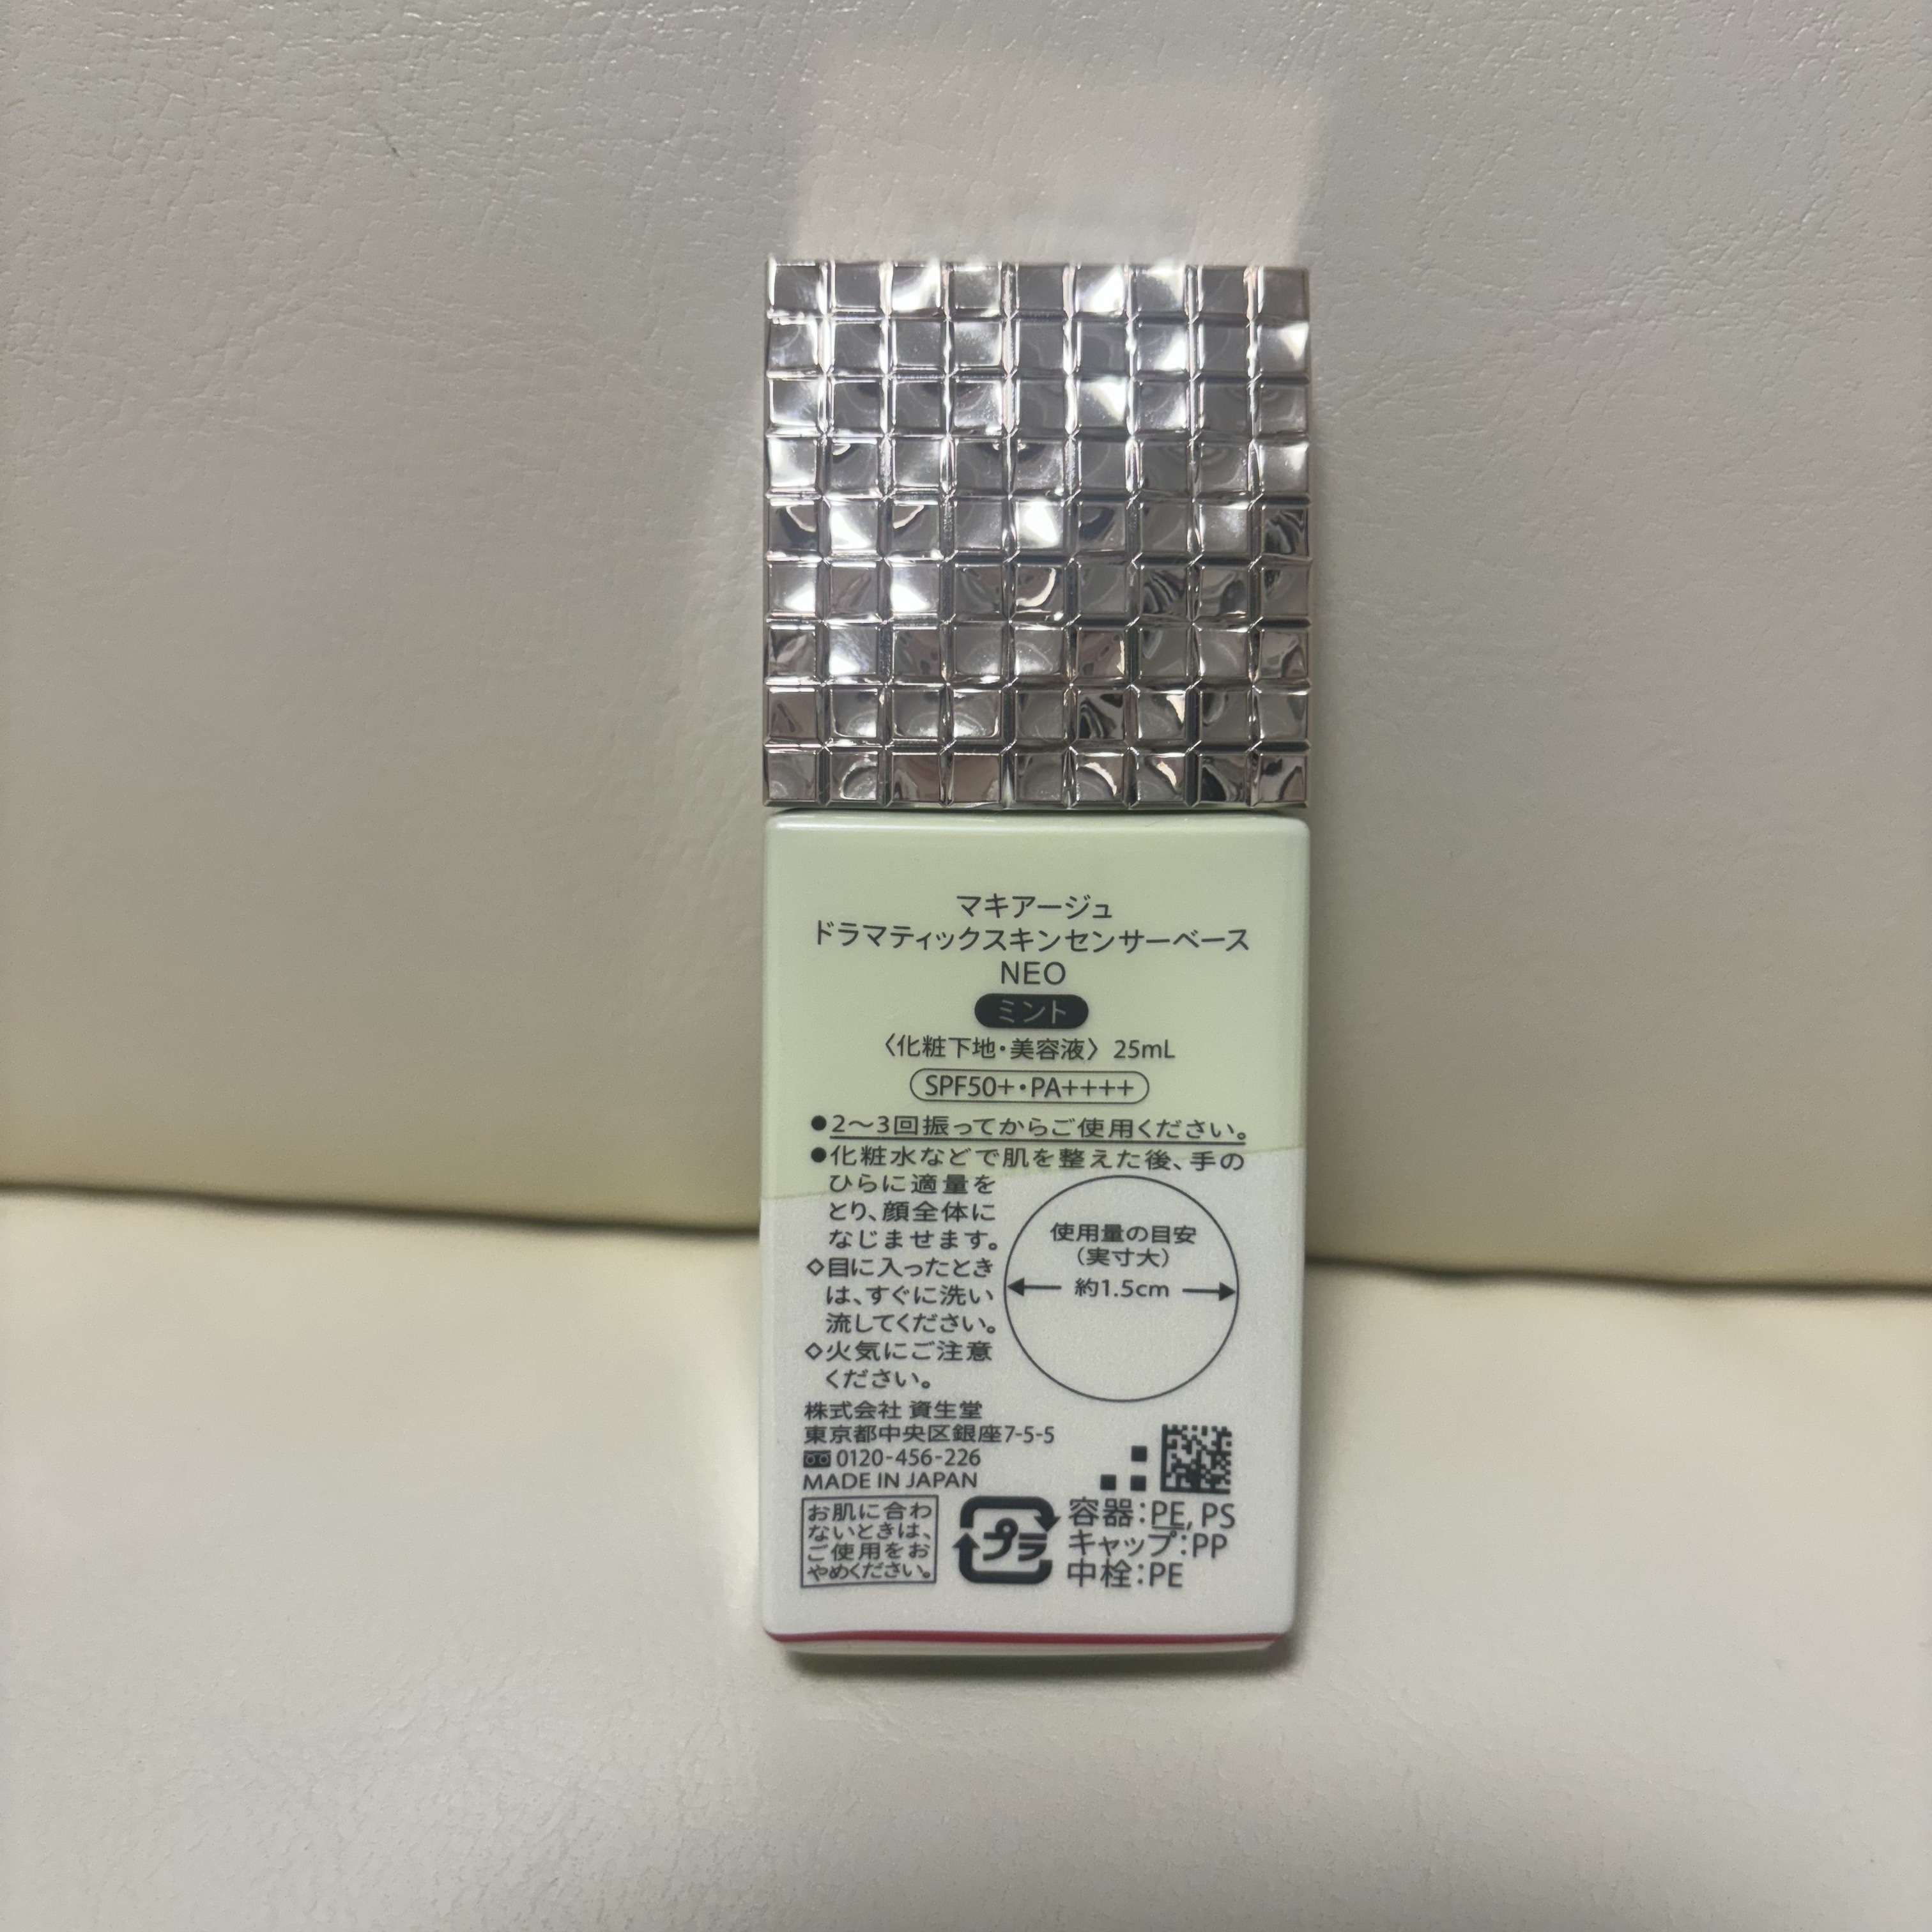 マキアージュ
ドラマティックスキンセンサーベース
NEO
ミント
〈化粧下地・美容液〉 25mL
SPF50+・PA++++
●2〜3回振ってからご使用ください。
●化粧水などで肌を整えた後、手の
ひらに適量を
とり、顔全体に
なじませます。
◇目に入ったとき
は、すぐに洗い
流してください。
◇火気にご注意
ください。
使用量の目安
(実寸大)
約1.5cm
株式会社 資生堂
東京都中央区銀座7-5-5
0120-456-226
MADE IN JAPAN
お肌に合わ
ないときは、
ご使用をお
やめください。
プラ
容器:PE, PS
キャップ:PP
中栓:PE